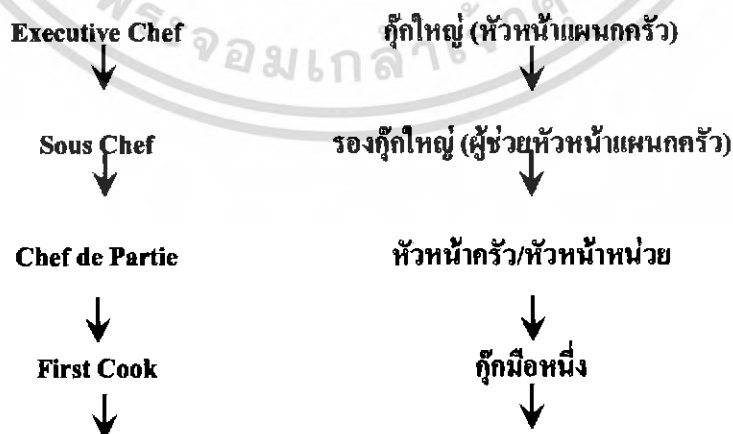 Executive Chef กุ๊กใหญ่ (หัวหน้าแผนกครัว)
Sous Chef รองกุ๊กใหญ่ (ผู้ช่วยหัวหน้าแผนกครัว)
Chef de Partie หัวหน้าครัว/หัวหน้าหน่วย
First Cook กุ๊กมือหนึ่ง